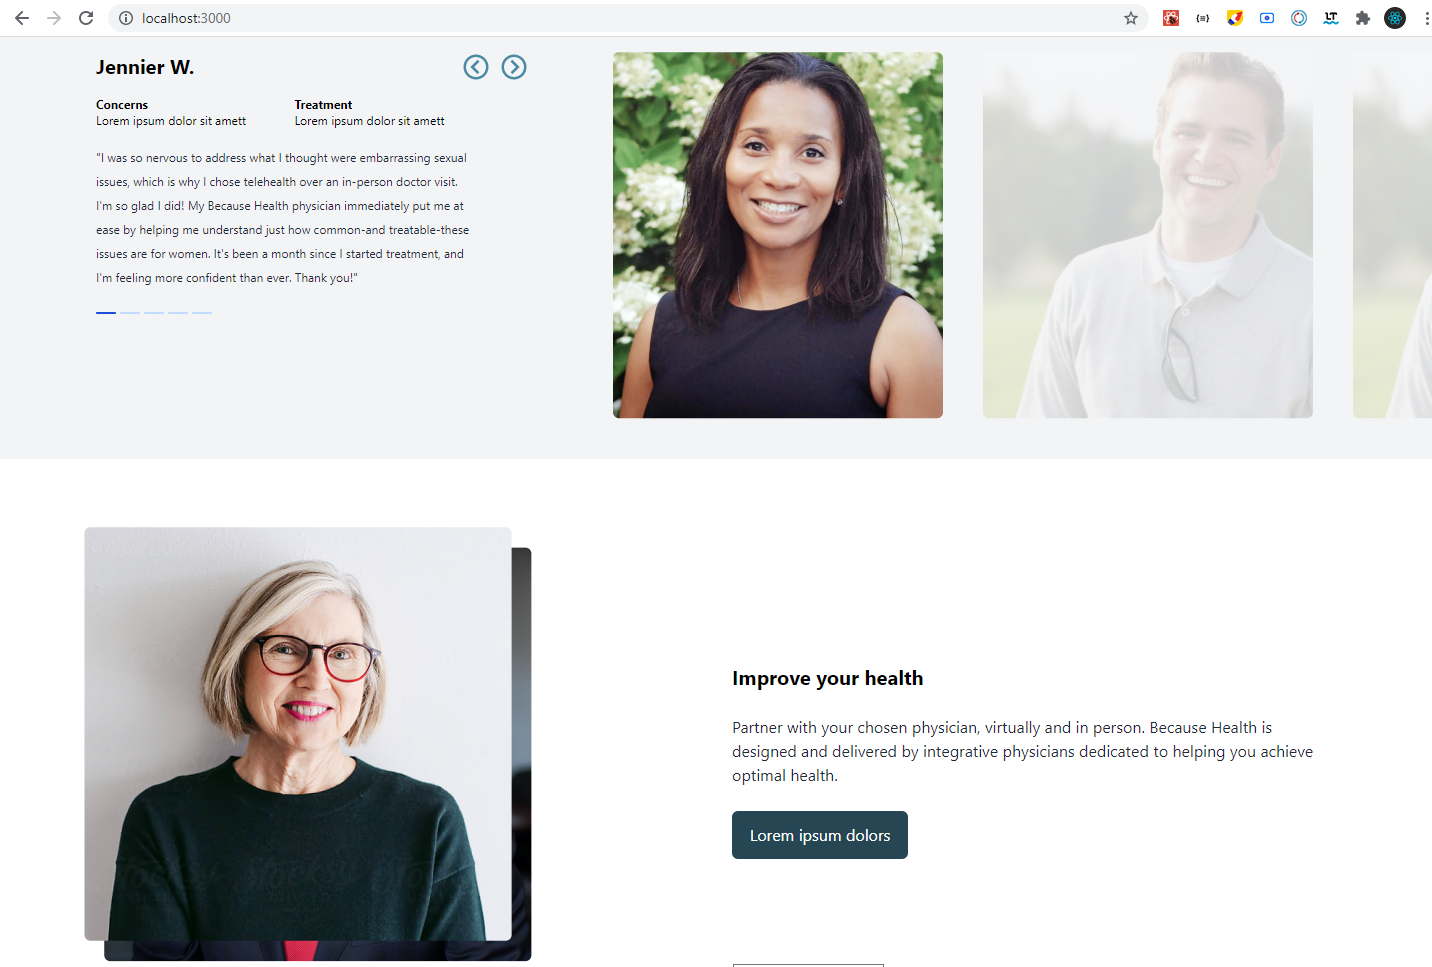 localhost:3000
Jennier W.
Concerns
Lorem ipsum dolor sit amett
Treatment
Lorem ipsum dolor sit amett
"I was so nervous to address what I thought were embarrassing sexual
issues, which is why I chose telehealth over an in-person doctor visit.
I'm so glad I did! My Because Health physician immediately put me at
ease by helping me understand just how common-and treatable-these
issues are for women. It's been a month since I started treatment, and
I'm feeling more confident than ever. Thank you!"
Improve your health
Partner with your chosen physician, virtually and in person. Because Health is
designed and delivered by integrative physicians dedicated to helping you achieve
optimal health.
Lorem ipsum dolors